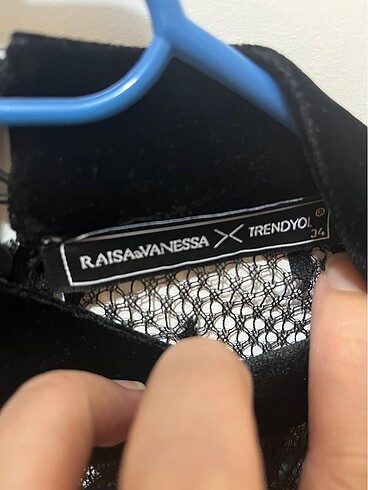 RAISA&VANESSA X TRENDYOL ©
34